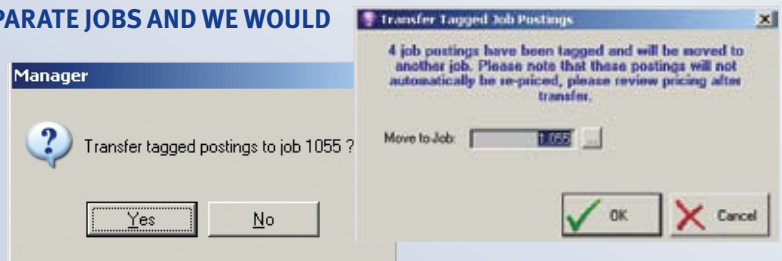 PARATE JOBS AND WE WOULD
Manager
Transfer tagged postings to job 1055 ?
Yes
No
Transfer Tagged Job Postings
4 job postings have been tagged and will be moved to
another job. Please note that these postings will not
automatically be re-priced, please review pricing after
transfer.
Move to Job: 1,055 ...
OK
Cancel